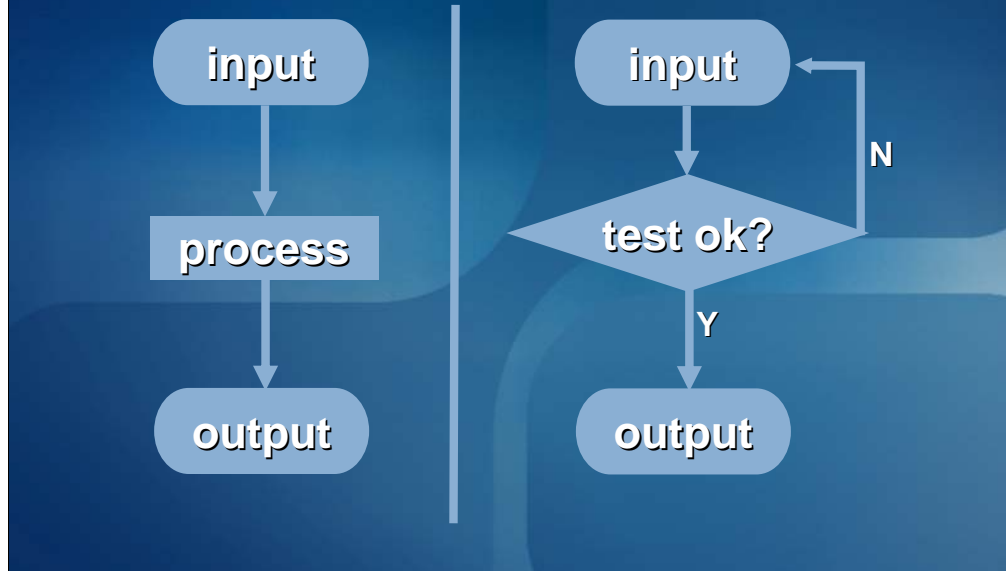 input
process
output
input
N
test ok?
Y
output